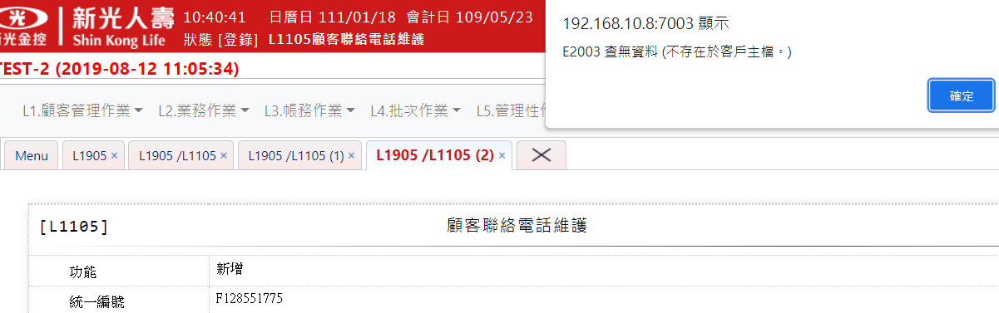 新光金控
新光人壽
Shin Kong Life
10:40:41 日曆日 111/01/18 會計日 109/05/23
狀態 [登錄] L1105顧客聯絡電話維護
192.168.10.8:7003 顯示
E2003 查無資料 (不存在於客戶主檔。)
確定
TEST-2 (2019-08-12 11:05:34)
L1.顧客管理作業 L2.業務作業 L3.帳務作業 L4.批次作業 L5.管理性作
Menu L1905 × L1905 /L1105 × L1905 /L1105 (1) × L1905 /L1105 (2) ×
[L1105] 顧客聯絡電話維護
功能 新增
統一編號 F128551775